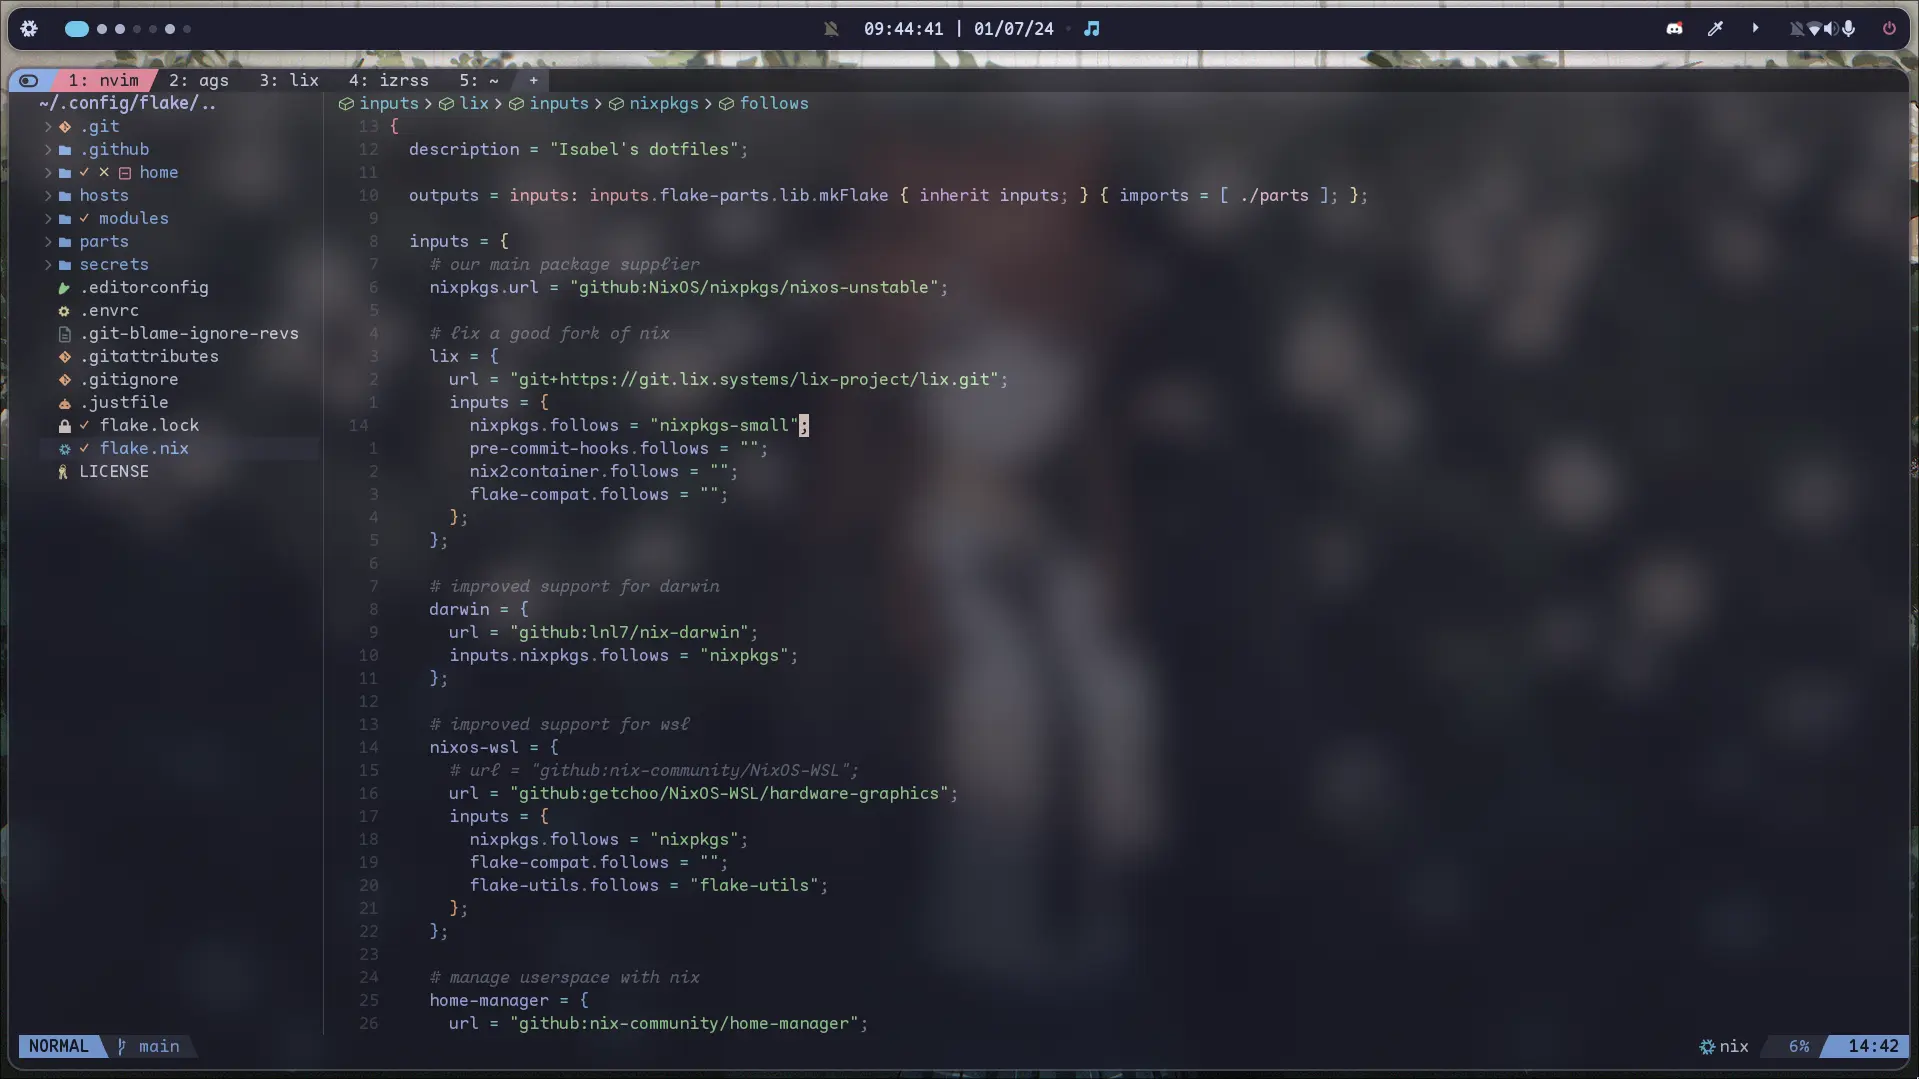 09:44:41 | 01/07/24
1: nvim 2: ags 3: lix 4: izrss 5: ~ +
~/.config/flake/..
.git
.github
home
hosts
modules
parts
secrets
.editorconfig
.envrc
.git-blame-ignore-revs
.gitattributes
.gitignore
.justfile
flake.lock
flake.nix
LICENSE
inputs > lix > inputs > nixpkgs > follows
13 {
12 description = "Isabel's dotfiles";
11
10 outputs = inputs: inputs.flake-parts.lib.mkFlake { inherit inputs; } { imports = [ ./parts ]; };
9
8 inputs = {
7 # our main package supplier
6 nixpkgs.url = "github:NixOS/nixpkgs/nixos-unstable";
5
4 # lix a good fork of nix
3 lix = {
2 url = "git+https://git.lix.systems/lix-project/lix.git";
1 inputs = {
14 nixpkgs.follows = "nixpkgs-small";
1 pre-commit-hooks.follows = "";
2 nix2container.follows = "";
3 flake-compat.follows = "";
4 };
5 };
6
7 # improved support for darwin
8 darwin = {
9 url = "github:lnl7/nix-darwin";
10 inputs.nixpkgs.follows = "nixpkgs";
11 };
12
13 # improved support for wsl
14 nixos-wsl = {
15 # url = "github:nix-community/NixOS-WSL";
16 url = "github:getchoo/NixOS-WSL/hardware-graphics";
17 inputs = {
18 nixpkgs.follows = "nixpkgs";
19 flake-compat.follows = "";
20 flake-utils.follows = "flake-utils";
21 };
22 };
23
24 # manage userspace with nix
25 home-manager = {
26 url = "github:nix-community/home-manager";
NORMAL main nix 6% 14:42